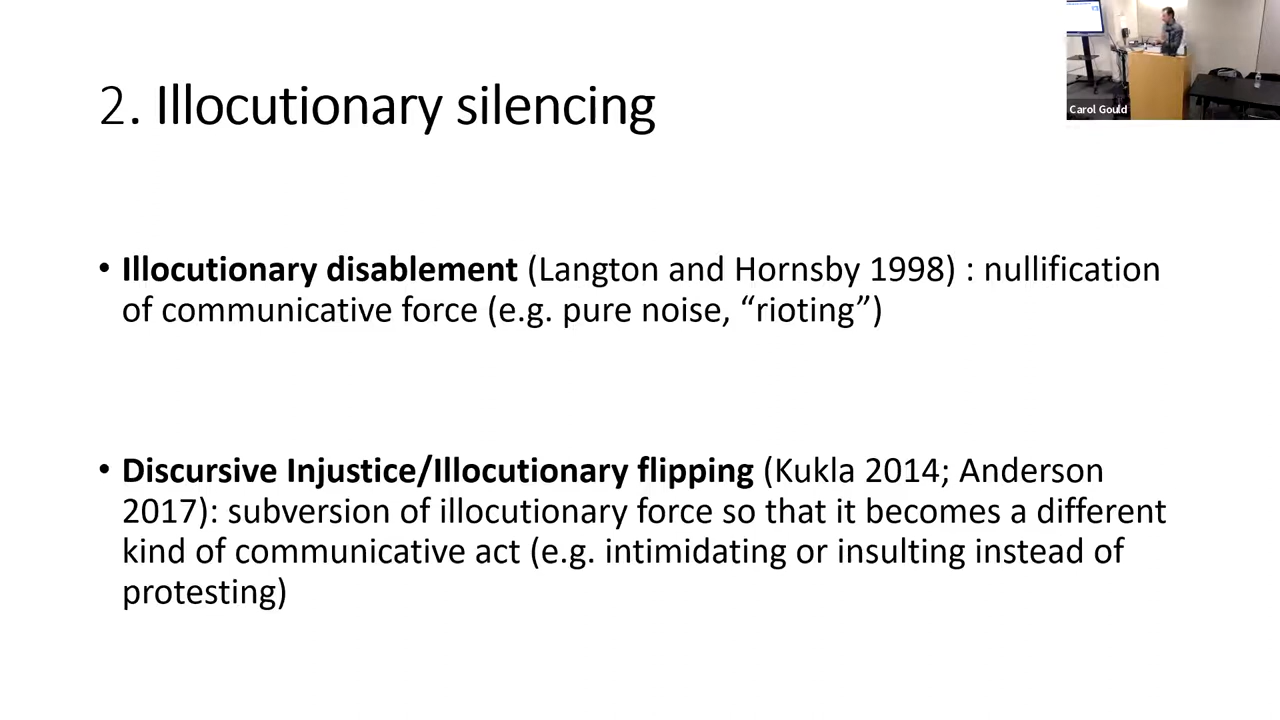 2. Illocutionary silencing
Carol Gould
• Illocutionary disablement (Langton and Hornsby 1998) : nullification
of communicative force (e.g. pure noise, “rioting”)
• Discursive Injustice/Illocutionary flipping (Kukla 2014; Anderson
2017): subversion of illocutionary force so that it becomes a different
kind of communicative act (e.g. intimidating or insulting instead of
protesting)